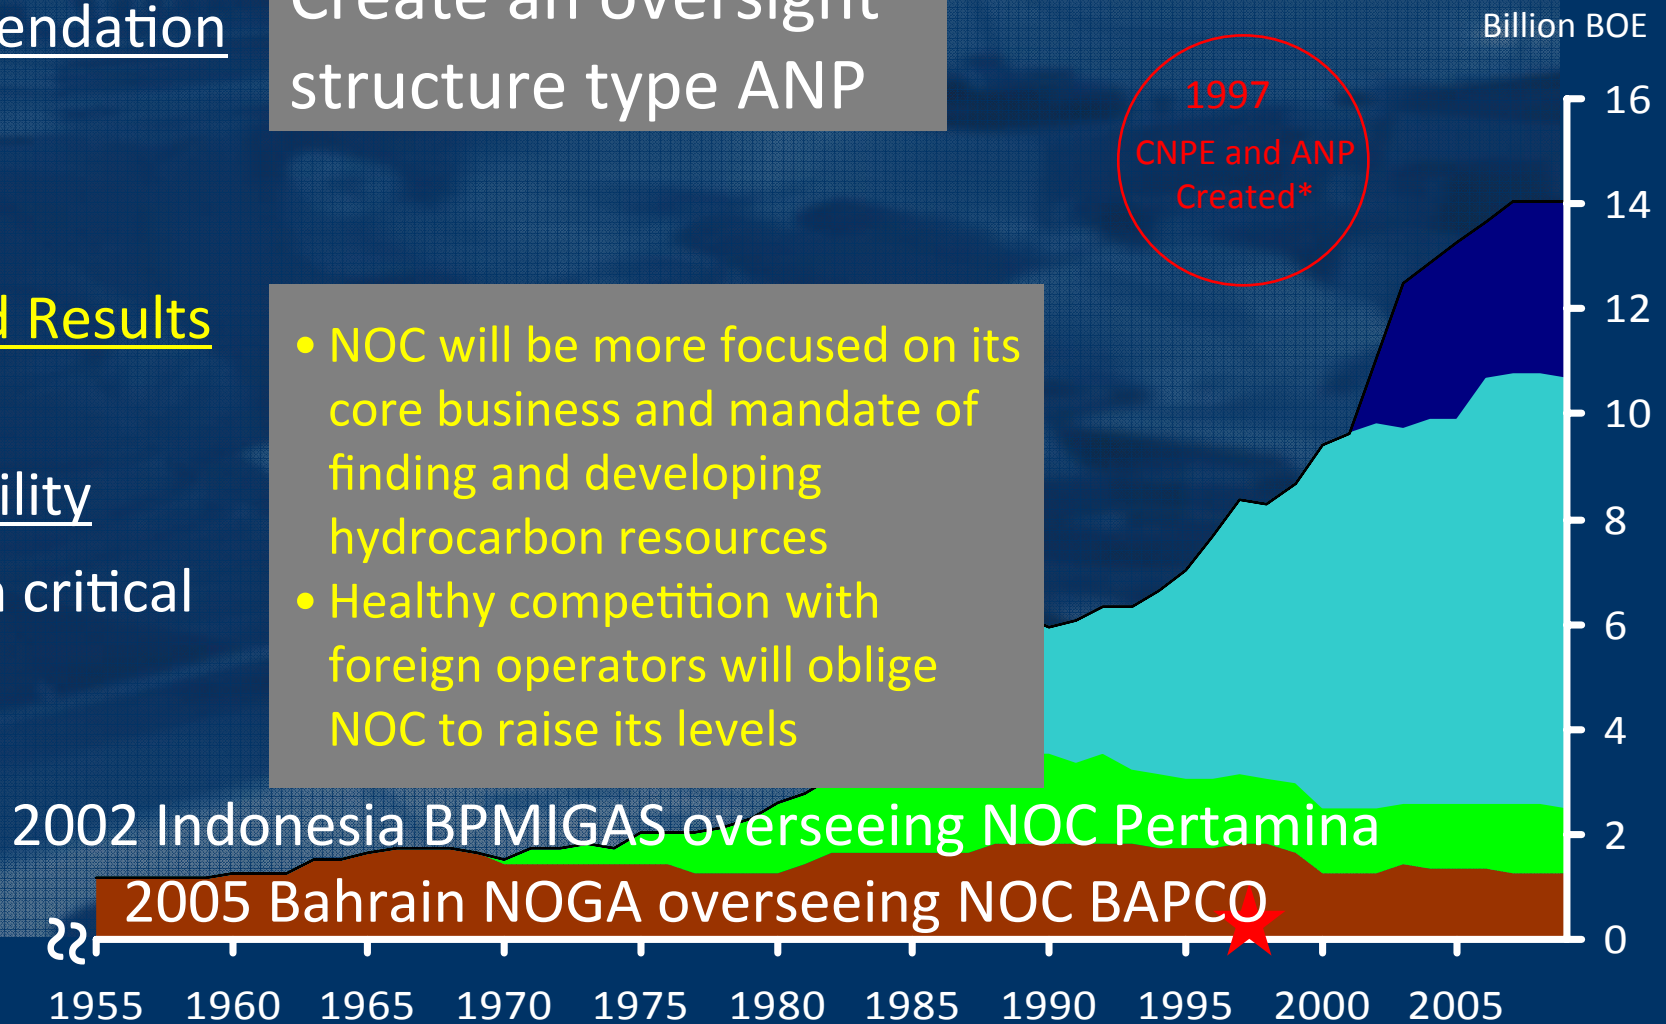 endation
Create an oversight
structure type ANP
Billion BOE
1997
CNPE and ANP
Created*
d Results
• NOC will be more focused on its
core business and mandate of
finding and developing
hydrocarbon resources
• Healthy competition with
foreign operators will oblige
NOC to raise its levels
ility
critical
2002 Indonesia BPMIGAS overseeing NOC Pertamina
2005 Bahrain NOGA overseeing NOC BAPCO
16
14
12
10
8
6
4
2
0
1955 1960 1965 1970 1975 1980 1985 1990 1995 2000 2005